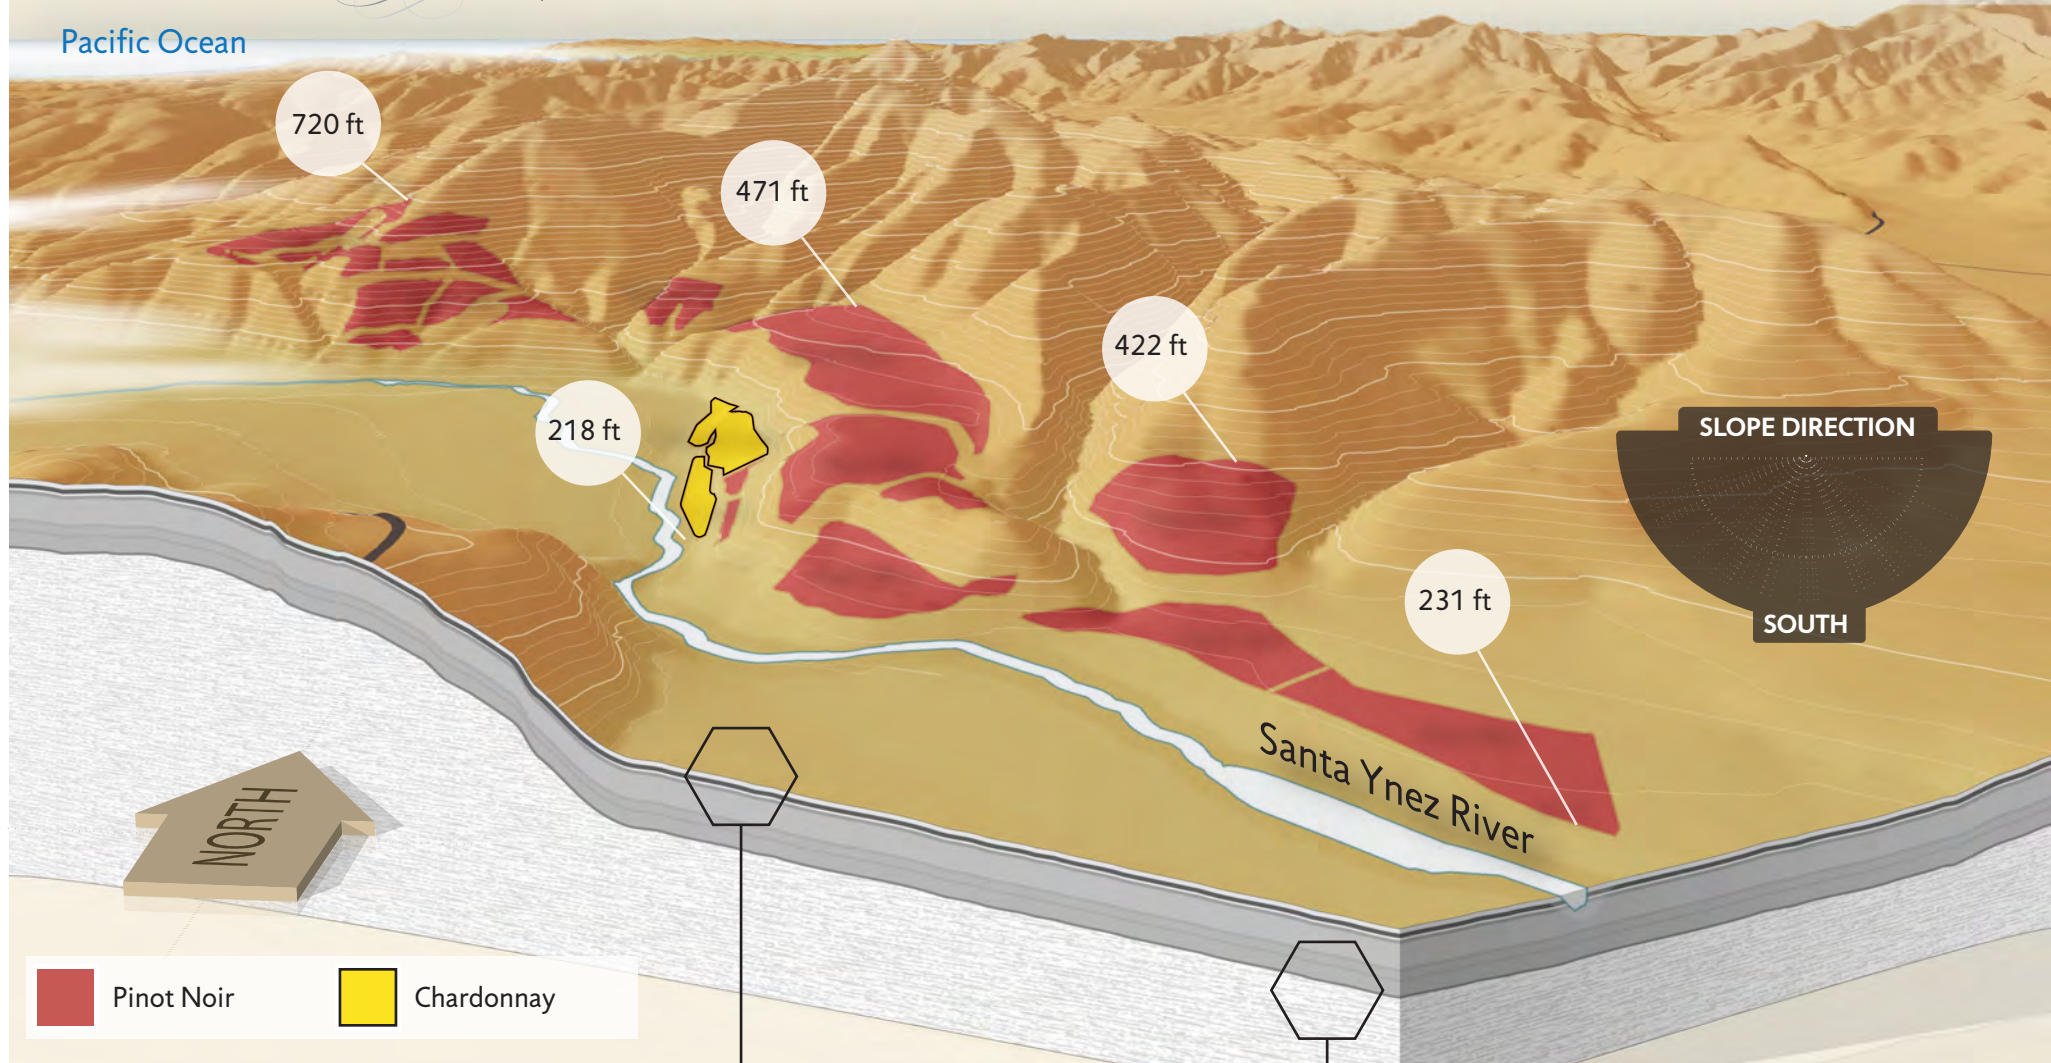 Pacific Ocean
720 ft
471 ft
422 ft
218 ft
SLOPE DIRECTION
231 ft
SOUTH
Santa Ynez River
NORTH
Pinot Noir
Chardonnay